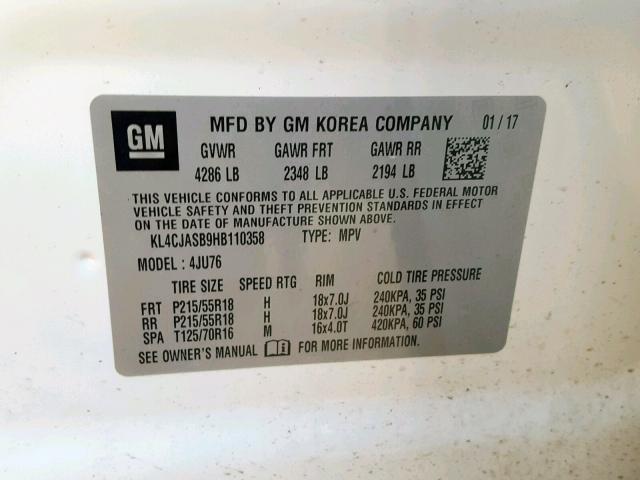 GM
MFD BY GM KOREA COMPANY 01/17
GVWR GAWR FRT GAWR RR
4286 LB 2348 LB 2194 LB
THIS VEHICLE CONFORMS TO ALL APPLICABLE U.S. FEDERAL MOTOR
VEHICLE SAFETY AND THEFT PREVENTION STANDARDS IN EFFECT
ON THE DATE OF MANUFACTURE SHOWN ABOVE.
KL4CJASB9HB110358 TYPE: MPV
MODEL : 4JU76
TIRE SIZE SPEED RTG RIM COLD TIRE PRESSURE
FRT P215/55R18 H 18x7.0J 240KPA, 35 PSI
RR P215/55R18 H 18x7.0J 240KPA, 35 PSI
SPA T125/70R16 M 16x4.0T 420KPA, 60 PSI
SEE OWNER'S MANUAL FOR MORE INFORMATION.